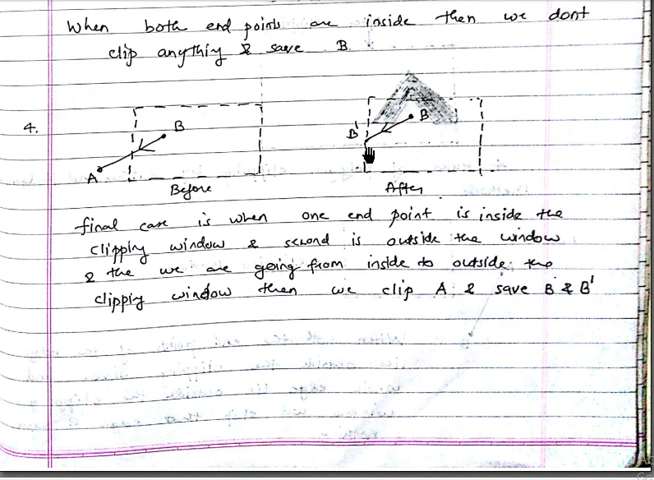 When both end points are inside then we dont
clip anything & save B
4.
B
A
Before
B
B'
After
final case is when one end point is inside the
clipping window & second is outside the window
& the we are going from inside to outside the
clipping window then we clip A & save B & B'